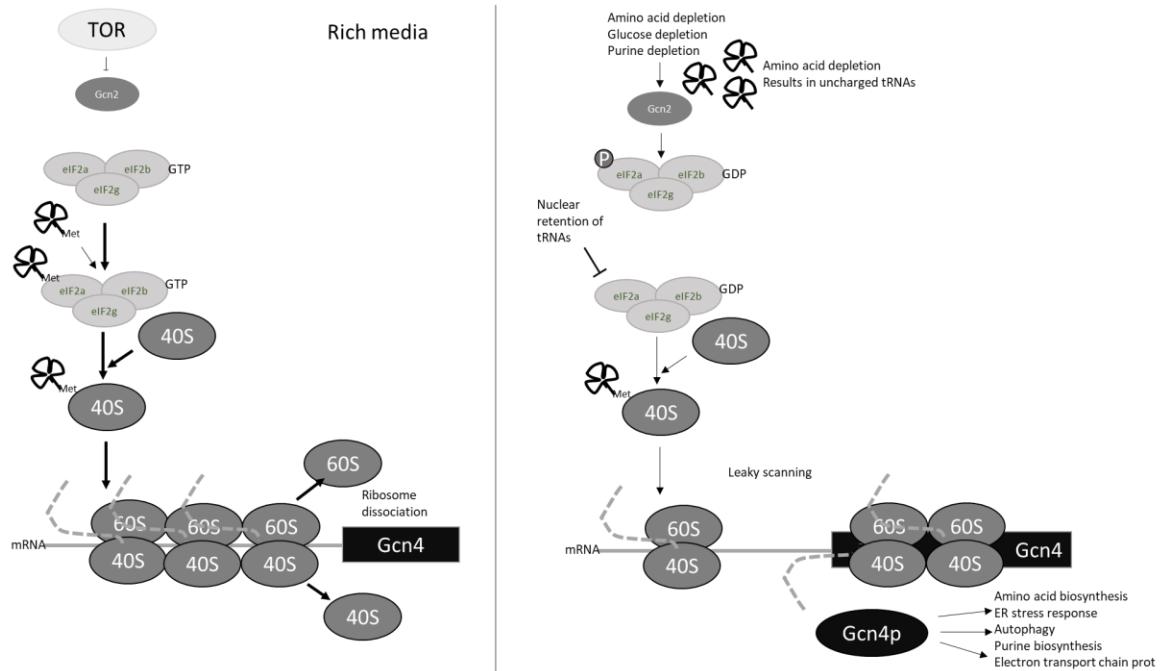 TOR
Rich media
Gcn2
eIF2a
eIF2b
GTP
eIF2g
Met
Met
GTP
eIF2a
eIF2b
eIF2g
40S
Met
40S
60S
Ribosome
dissociation
60S
60S
60S
mRNA
Gcn4
40S
40S
40S
40S
Amino acid depletion
Glucose depletion
Purine depletion
Amino acid depletion
Results in uncharged tRNAs
Gcn2
P
eIF2a
eIF2b
GDP
eIF2g
Nuclear
retention of
tRNAs
GDP
eIF2a
eIF2b
eIF2g
40S
Met
40S
Leaky scanning
60S
60S
60S
mRNA
Gcn4
40S
40S
40S
Gcn4p
Amino acid biosynthesis
ER stress response
Autophagy
Purine biosynthesis
Electron transport chain prot